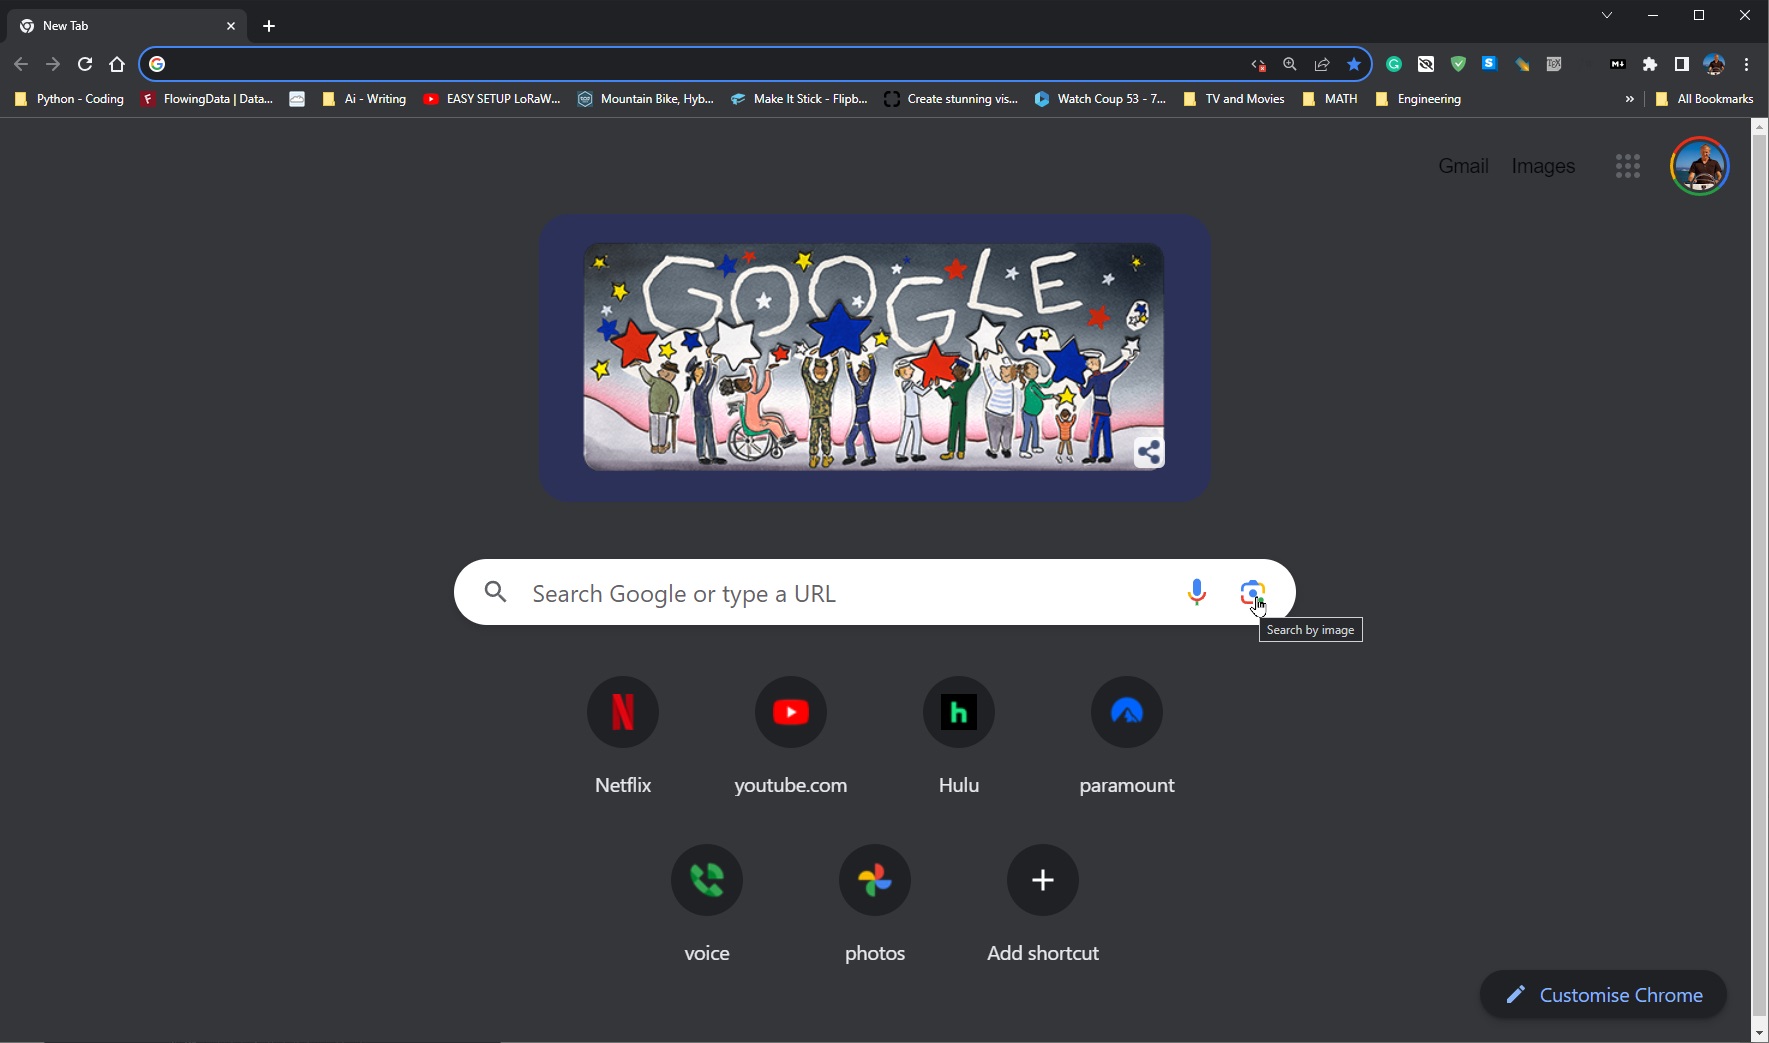 New Tab
Python - Coding
FlowingData | Data...
Ai - Writing
EASY SETUP LoRaW...
Mountain Bike, Hyb...
Make It Stick - Flipb...
Create stunning vis...
Watch Coup 53 - 7...
TV and Movies
MATH
Engineering
»
All Bookmarks
Gmail Images
GOOGLE
Search Google or type a URL
Search by image
Netflix
youtube.com
Hulu
paramount
voice
photos
Add shortcut
Customise Chrome